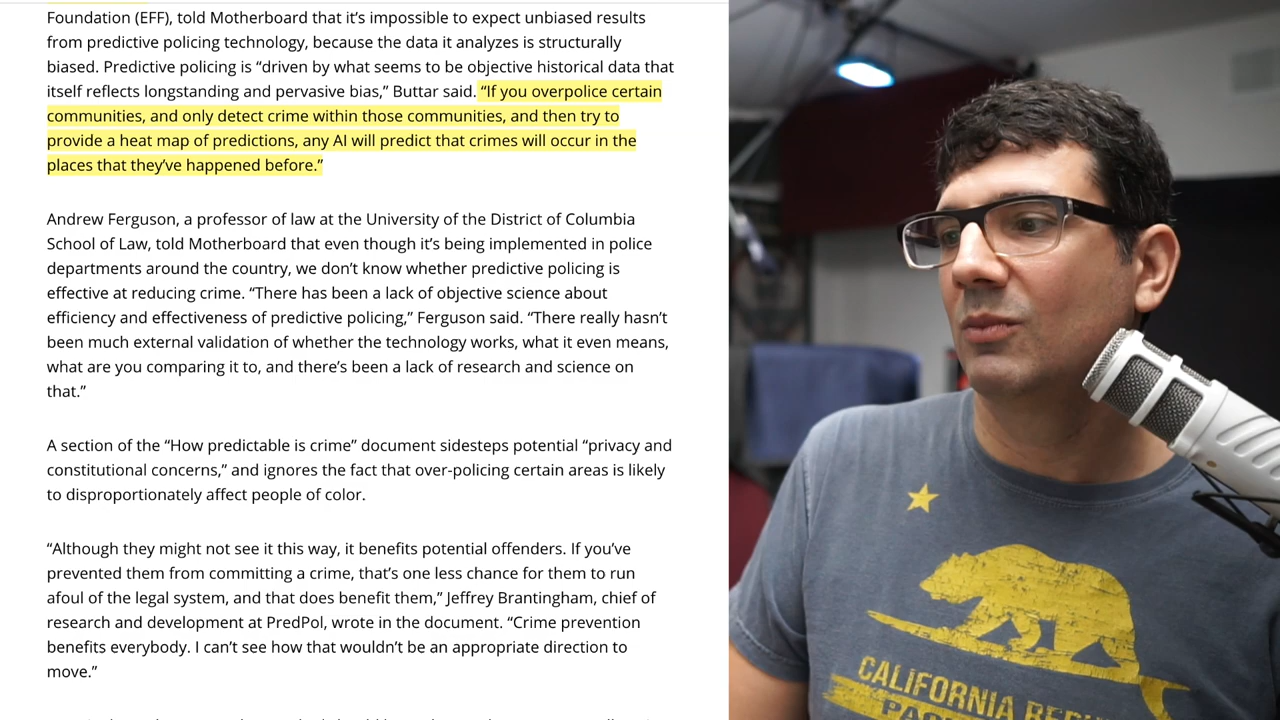 Foundation (EFF), told Motherboard that it’s impossible to expect unbiased results
from predictive policing technology, because the data it analyzes is structurally
biased. Predictive policing is “driven by what seems to be objective historical data that
itself reflects longstanding and pervasive bias,” Buttar said. “If you overpolice certain
communities, and only detect crime within those communities, and then try to
provide a heat map of predictions, any AI will predict that crimes will occur in the
places that they’ve happened before.”
Andrew Ferguson, a professor of law at the University of the District of Columbia
School of Law, told Motherboard that even though it’s being implemented in police
departments around the country, we don’t know whether predictive policing is
effective at reducing crime. “There has been a lack of objective science about
efficiency and effectiveness of predictive policing,” Ferguson said. “There really hasn’t
been much external validation of whether the technology works, what it even means,
what are you comparing it to, and there’s been a lack of research and science on
that.”
A section of the “How predictable is crime” document sidesteps potential “privacy and
constitutional concerns,” and ignores the fact that over-policing certain areas is likely
to disproportionately affect people of color.
“Although they might not see it this way, it benefits potential offenders. If you’ve
prevented them from committing a crime, that’s one less chance for them to run
afoul of the legal system, and that does benefit them,” Jeffrey Brantingham, chief of
research and development at PredPol, wrote in the document. “Crime prevention
benefits everybody. I can’t see how that wouldn’t be an appropriate direction to
move.”
CALIFORNIA